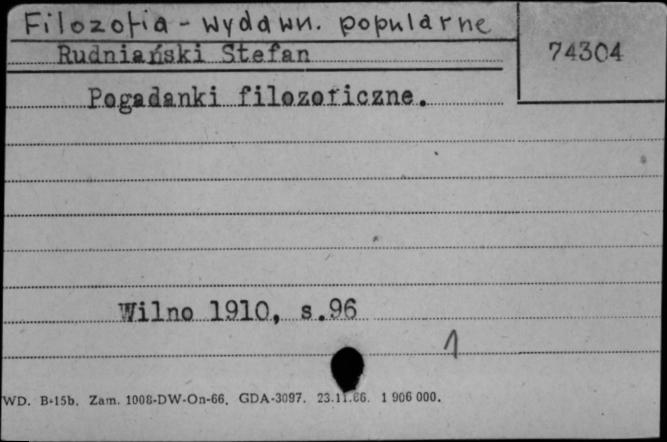 Filozofia - wydawn. popularne
Rudniański Stefan
74304
Pogadanki filozoficzne.
Wilno 1910, s.96
1
WD. B-15b. Zam. 1008-DW-On-66. GDA-3097. 23.11.66. 1 906 000.